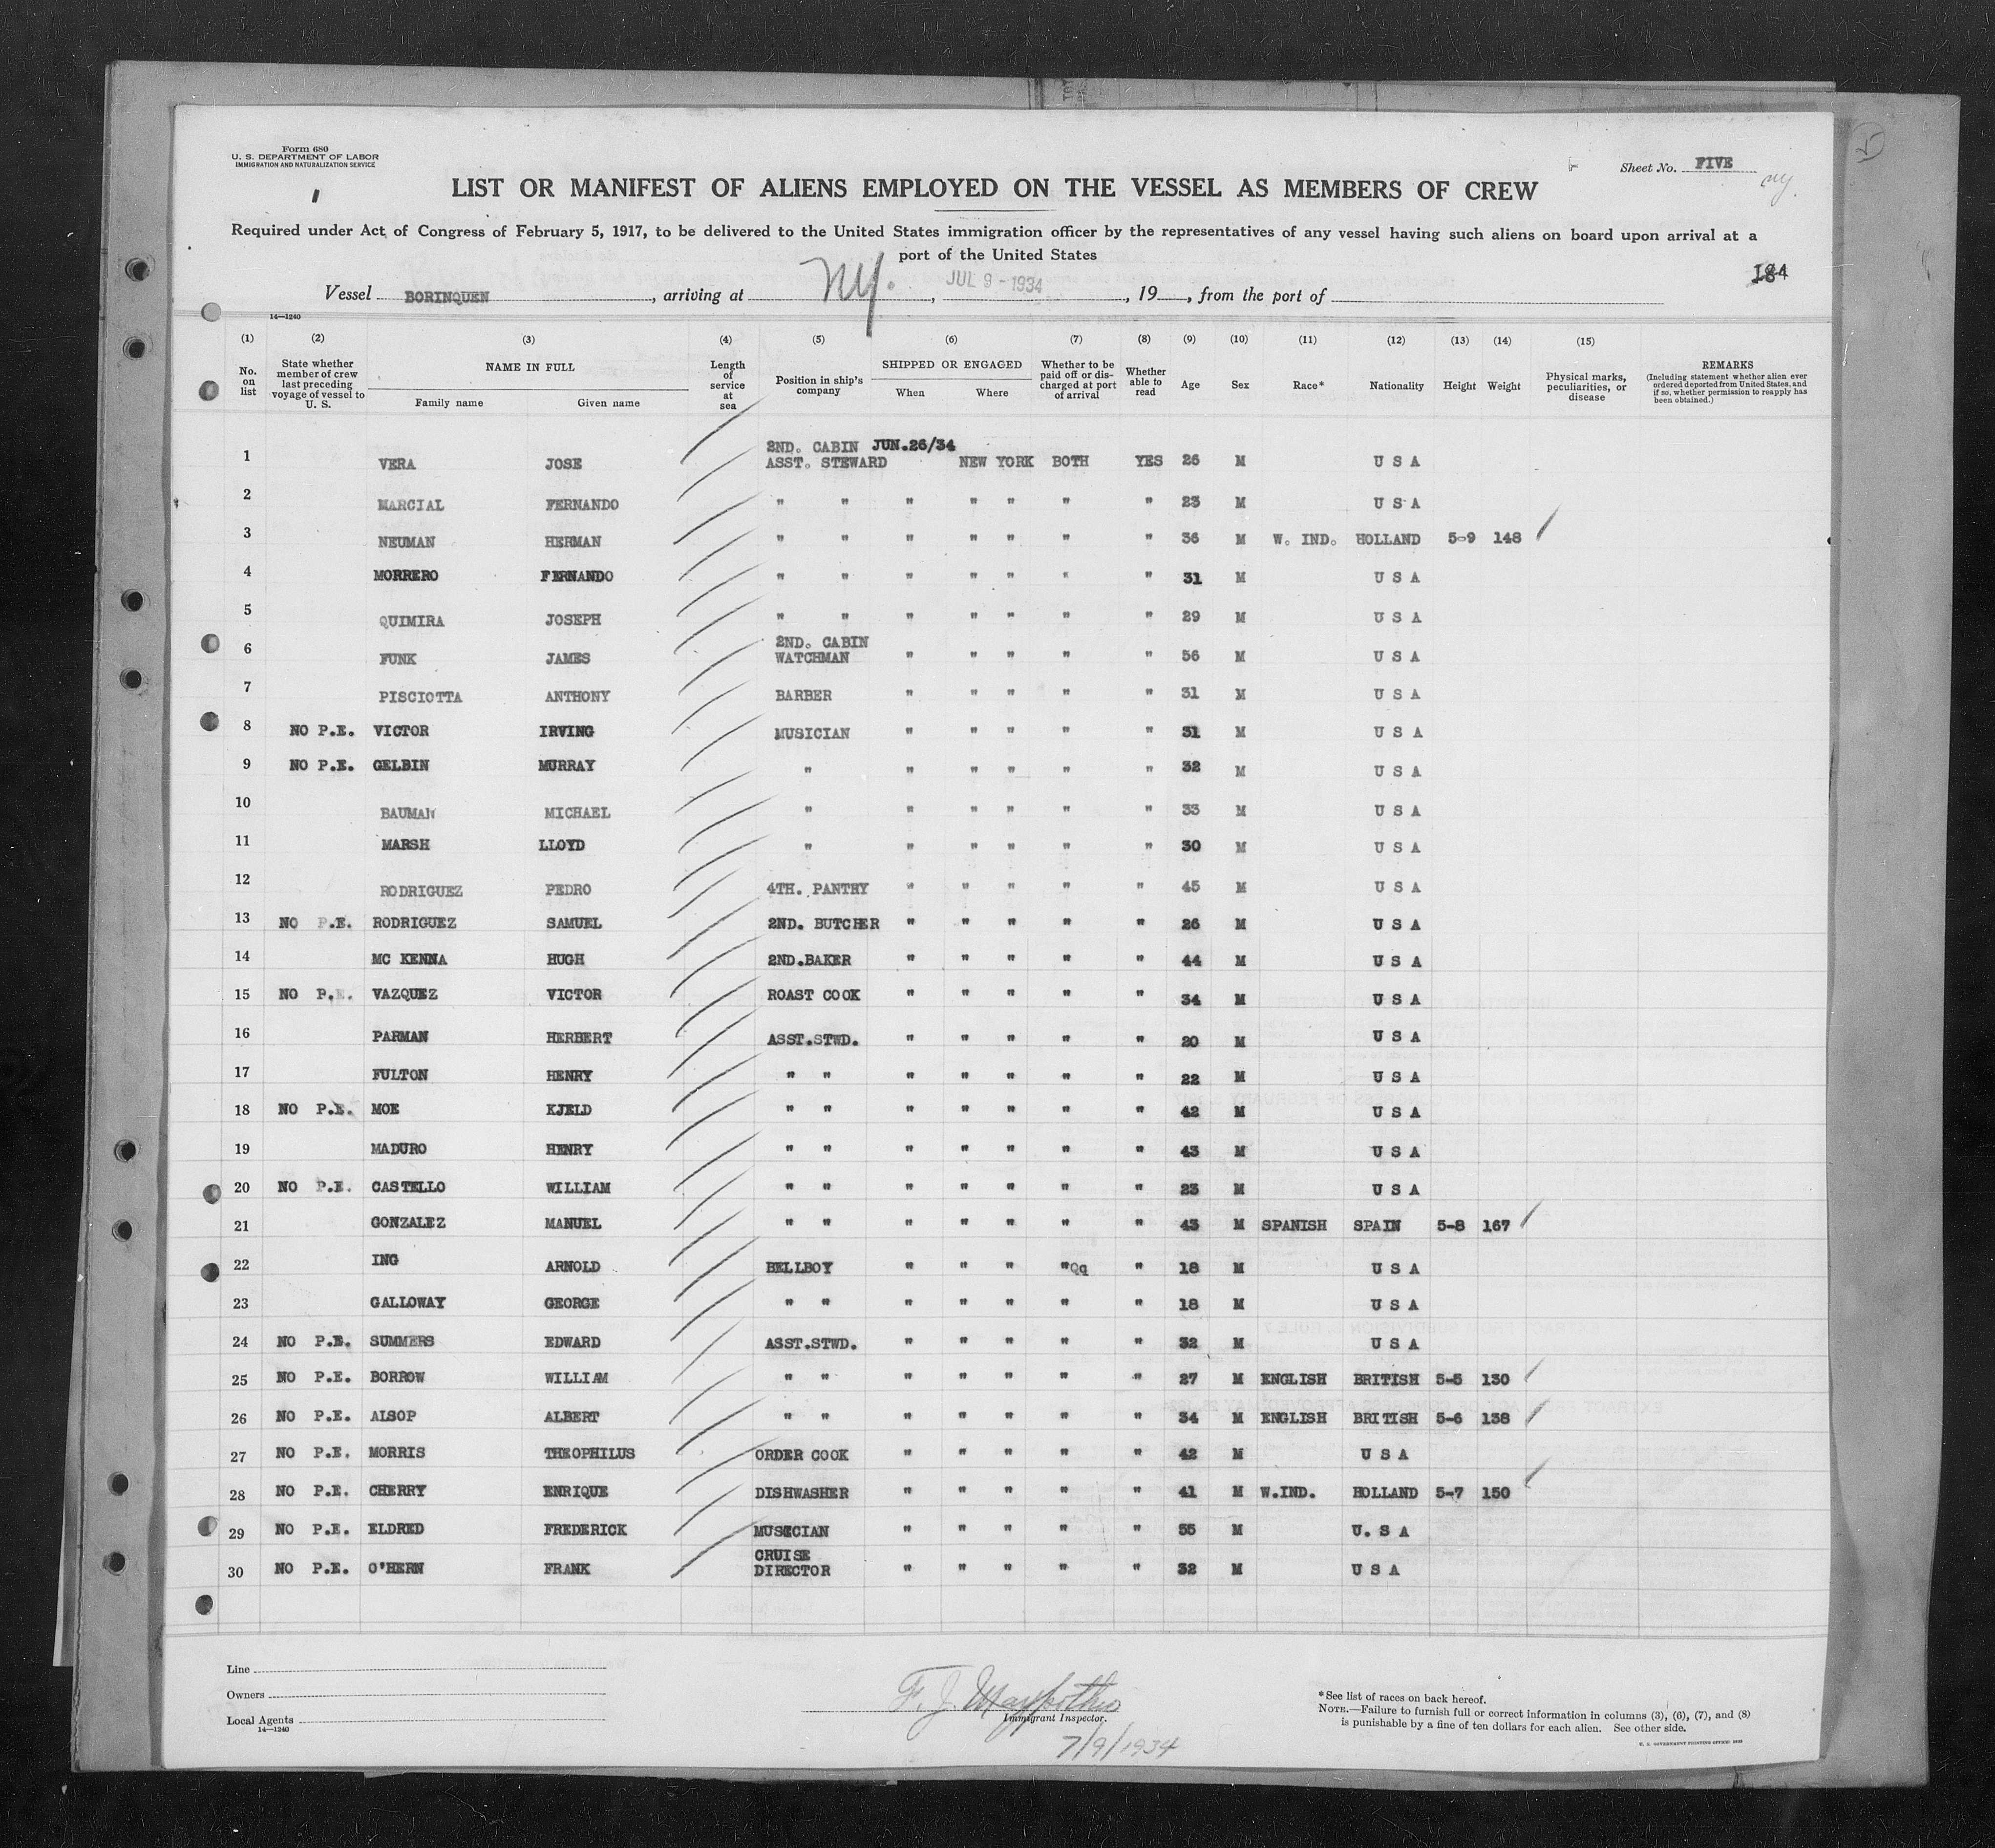 Form 680
U. S. DEPARTMENT OF LABOR
IMMIGRATION AND NATURALIZATION SERVICE
Sheet No. FIVE
LIST OR MANIFEST OF ALIENS EMPLOYED ON THE VESSEL AS MEMBERS OF CREW
Required under Act of Congress of February 5, 1917, to be delivered to the United States immigration officer by the representatives of any vessel having such aliens on board upon arrival at a
port of the United States
184
Vessel BORINQUEN, arriving at NY., JUL 9 - 1934, 19, from the port of
14—1240
(1) (2) (3) (4) (5) (6) (7) (8) (9) (10) (11) (12) (13) (14) (15)
No. on list State whether member of crew last preceding voyage of vessel to U. S. NAME IN FULL Family name Given name Length of service at sea Position in ship's company SHIPPED OR ENGAGED When Where Whether to be paid off or discharged at port of arrival Whether able to read Age Sex Race* Nationality Height Weight Physical marks, peculiarities, or disease REMARKS (Including statement whether alien ever ordered deported from United States, and if so, whether permission to reapply has been obtained.)
2ND. CABIN JUN.26/34
1 VERA JOSE ASST. STEWARD NEW YORK BOTH YES 26 M U S A
2 MARCIAL FERNANDO " " " " " " " 23 M U S A
3 NEUMAN HERMAN " " " " " " " 36 M W. IND. HOLLAND 5-9 148
4 MORRERO FERNANDO " " " " " " " 31 M U S A
5 QUIMIRA JOSEPH " " " " " " " 29 M U S A
2ND. CABIN
6 FUNK JAMES WATCHMAN " " " " " 56 M U S A
7 PISCIOTTA ANTHONY BARBER " " " " " 31 M U S A
8 NO P.E. VICTOR IRVING MUSICIAN " " " " " 31 M U S A
9 NO P.E. GELBIN MURRAY " " " " " " 32 M U S A
10 BAUMAN MICHAEL " " " " " " 33 M U S A
11 MARSH LLOYD " " " " " " 30 M U S A
12 RODRIGUEZ PEDRO 4TH. PANTRY " " " " " 45 M U S A
13 NO P.E. RODRIGUEZ SAMUEL 2ND. BUTCHER " " " " " 26 M U S A
14 MC KENNA HUGH 2ND.BAKER " " " " " 44 M U S A
15 NO P.E. VAZQUEZ VICTOR ROAST COOK " " " " " 34 M U S A
16 PARMAN HERBERT ASST.STWD. " " " " " 20 M U S A
17 FULTON HENRY " " " " " " " 22 M U S A
18 NO P.E. MOE KJELD " " " " " " " 42 M U S A
19 MADURO HENRY " " " " " " " 43 M U S A
20 NO P.E. CASTELLO WILLIAM " " " " " " " 23 M U S A
21 GONZALEZ MANUEL " " " " " " " 43 M SPANISH SPAIN 5-8 167
22 ING ARNOLD BELLBOY " " " "Qq " 18 M U S A
23 GALLOWAY GEORGE " " " " " " " 18 M U S A
24 NO P.E. SUMMERS EDWARD ASST.STWD. " " " " " 32 M U S A
25 NO P.E. BORROW WILLIAM " " " " " " " 27 M ENGLISH BRITISH 5-5 130
26 NO P.E. ALSOP ALBERT " " " " " " " 34 M ENGLISH BRITISH 5-6 138
27 NO P.E. MORRIS THEOPHILUS ORDER COOK " " " " " 42 M U S A
28 NO P.E. CHERRY ENRIQUE DISHWASHER " " " " " 41 M W.IND. HOLLAND 5-7 150
29 NO P.E. ELDRED FREDERICK MUSICIAN " " " " " 55 M U. S A
CRUISE
30 NO P.E. O'HERN FRANK DIRECTOR " " " " " 32 M U S A
Line
Owners
Local Agents
14—1240
F. J.
Immigrant Inspector.
7/9/1934
*See list of races on back hereof.
NOTE.—Failure to furnish full or correct information in columns (3), (6), (7), and (8)
is punishable by a fine of ten dollars for each alien. See other side.